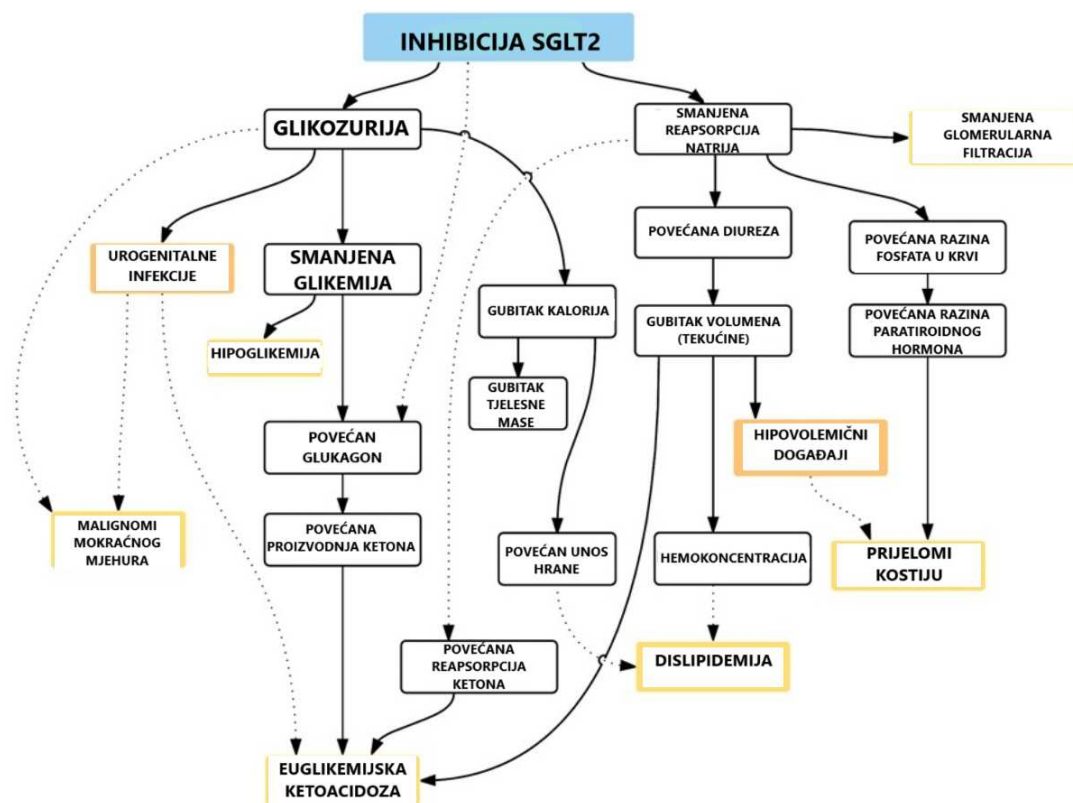 INHIBICIJA SGLT2
GLIKOZURIJA
SMANJENA
REAPSORPCIJA
NATRIJA
SMANJENA
GLOMERULARNA
FILTRACIJA
UROGENITALNE
INFEKCIJE
SMANJENA
GLIKEMIJA
POVEĆANA DIUREZA
POVEĆANA RAZINA
FOSFATA U KRVI
GUBITAK KALORIJA
GUBITAK VOLUMENA
(TEKUĆINE)
POVEĆANA RAZINA
PARATIROIDNOG
HORMONA
HIPOGLIKEMIJA
GUBITAK
TJELESNE
MASE
POVEĆAN
GLUKAGON
HIPOVOLEMIČNI
DOGAĐAJI
MALIGNOMI
MOKRAĆNOG
MJEHURA
POVEĆANA
PROIZVODNJA KETONA
POVEĆAN UNOS
HRANE
HEMOKONCENTRACIJA
PRIJELOMI
KOSTIJU
POVEĆANA
REAPSORPCIJA
KETONA
DISLIPIDEMIJA
EUGLIKEMIJSKA
KETOACIDOZA